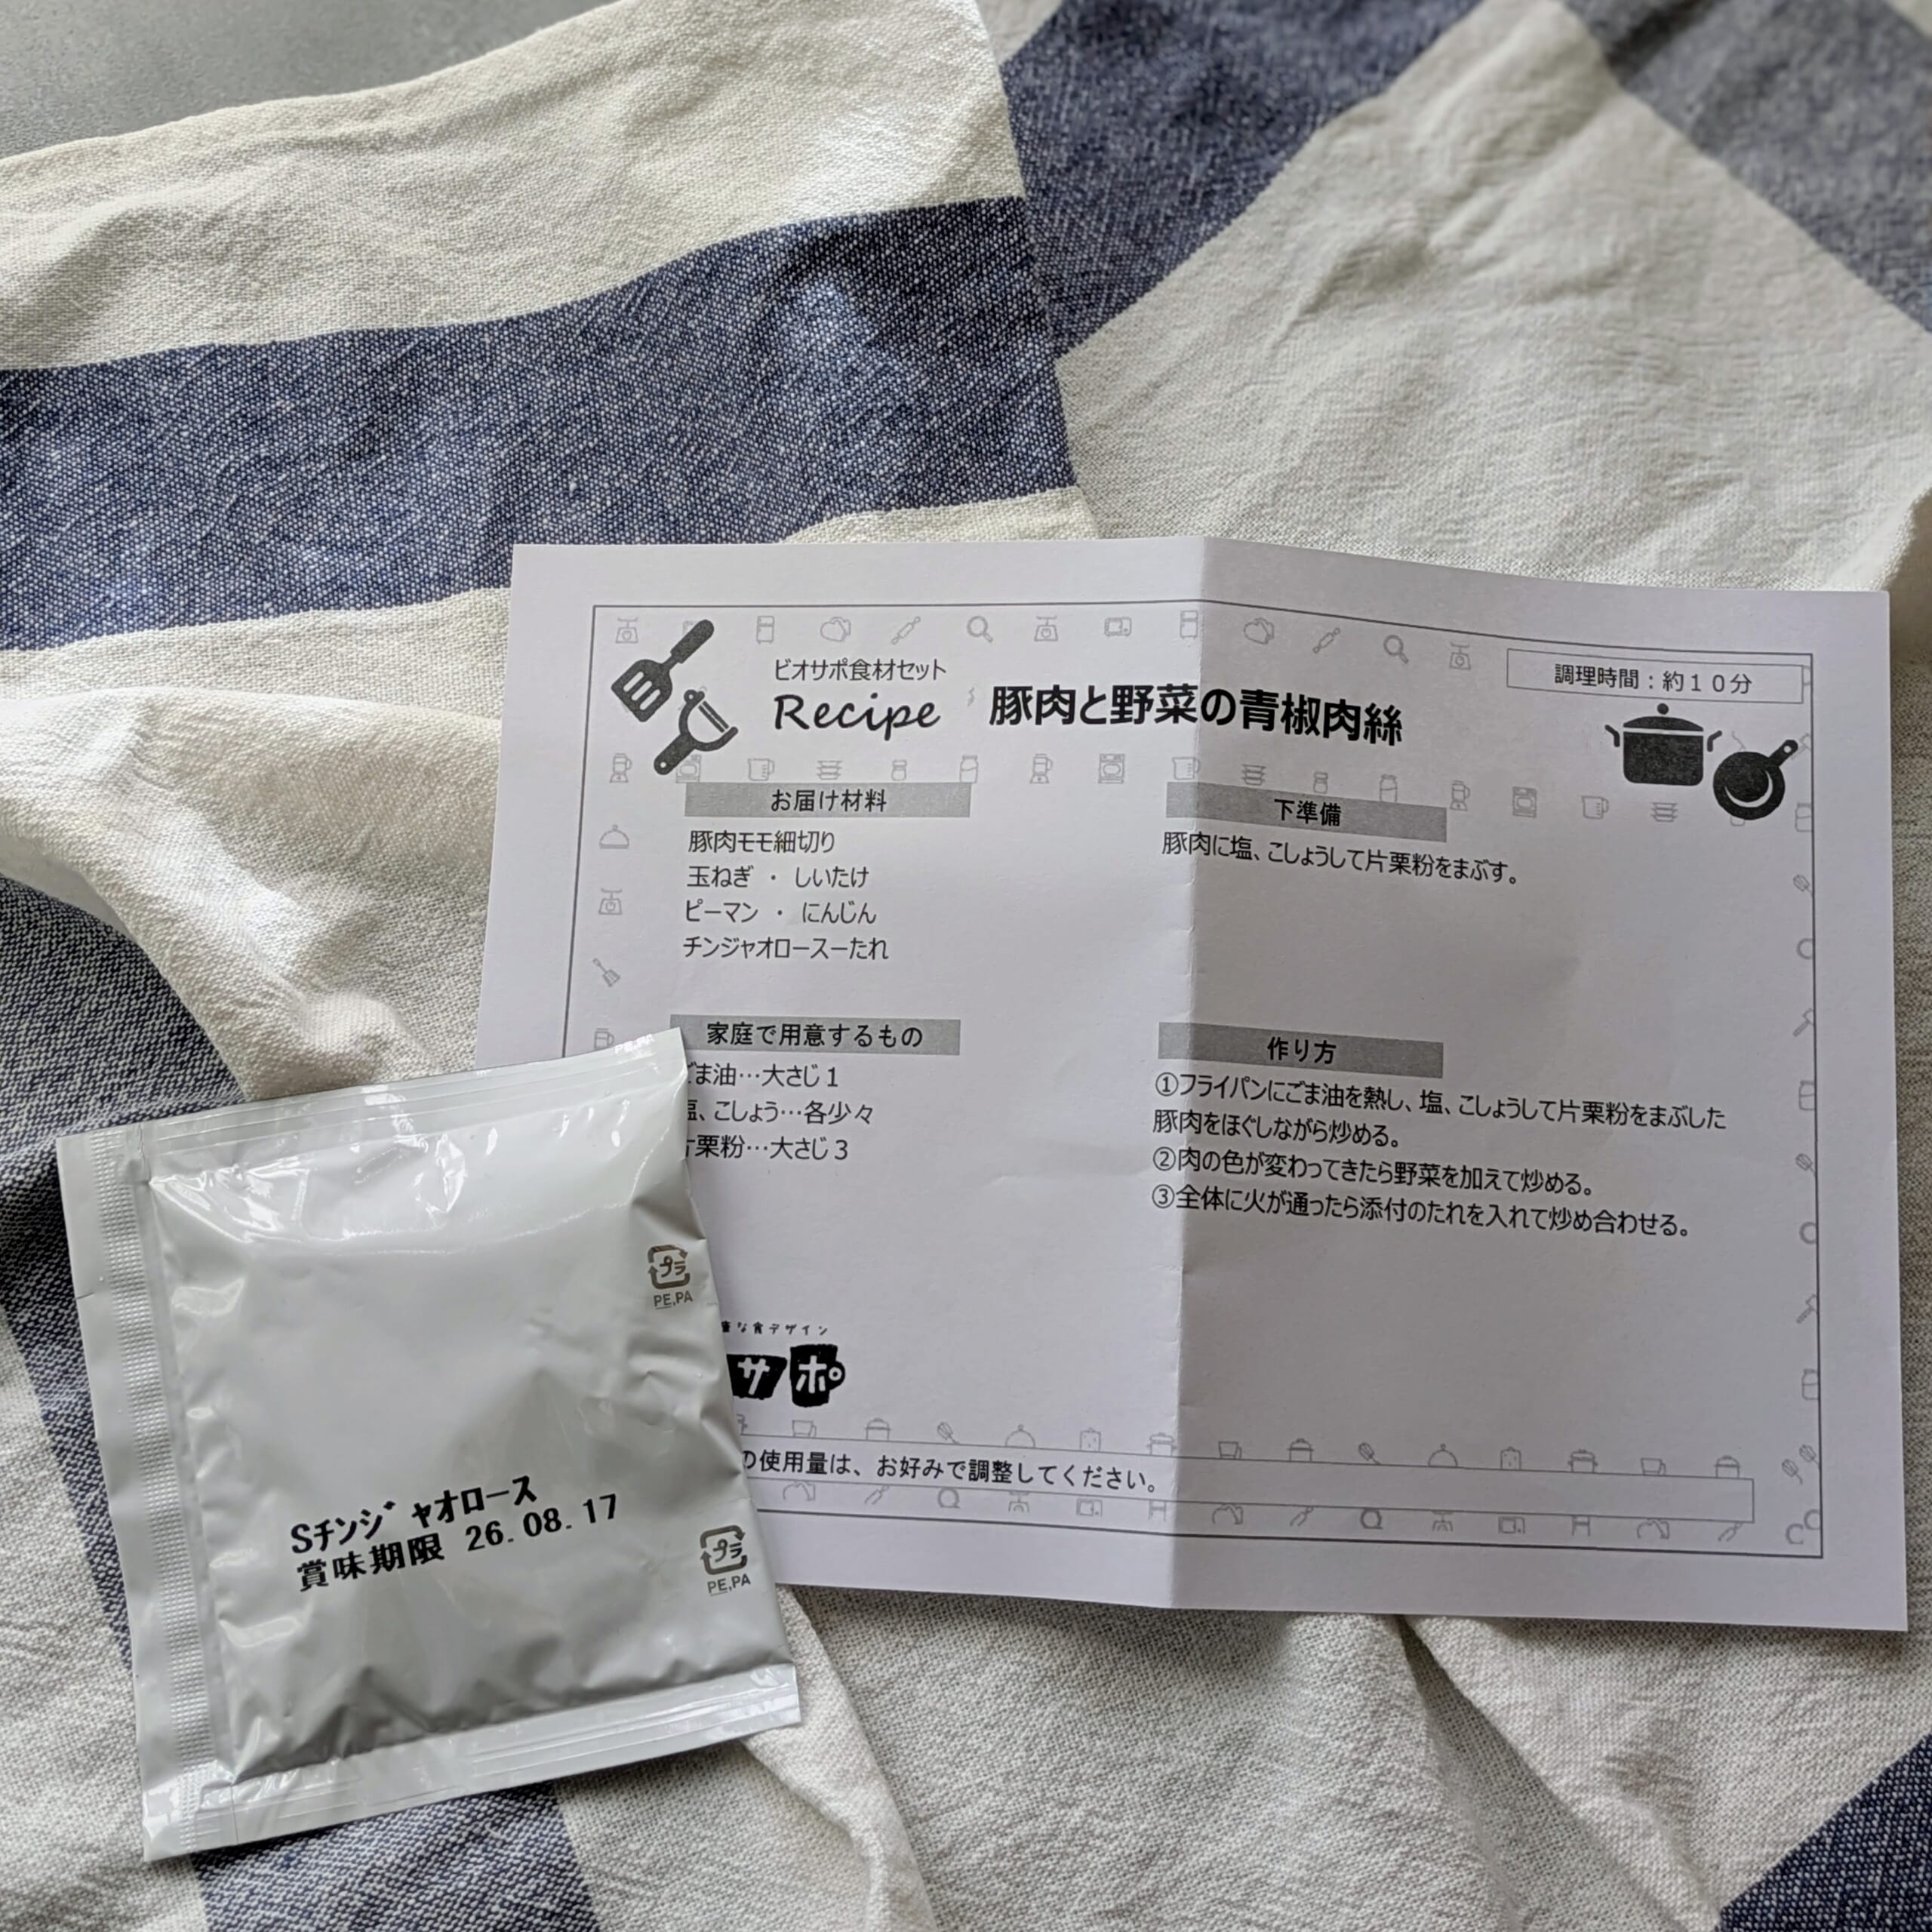 ビオサポ食材セット
Recipe
豚肉と野菜の青椒肉絲
調理時間：約１０分
お届け材料
豚肉モモ細切り
玉ねぎ ・ しいたけ
ピーマン ・ にんじん
チンジャオロースーたれ
下準備
豚肉に塩、こしょうして片栗粉をまぶす。
家庭で用意するもの
ごま油…大さじ１
塩、こしょう…各少々
片栗粉…大さじ３
作り方
①フライパンにごま油を熱し、塩、こしょうして片栗粉をまぶした
豚肉をほぐしながら炒める。
②肉の色が変わってきたら野菜を加えて炒める。
③全体に火が通ったら添付のたれを入れて炒め合わせる。
な食デザイン
サポ
の使用量は、お好みで調整してください。
プラ
PE,PA
Sチンジャオロース
賞味期限 26.08.17
プラ
PE,PA